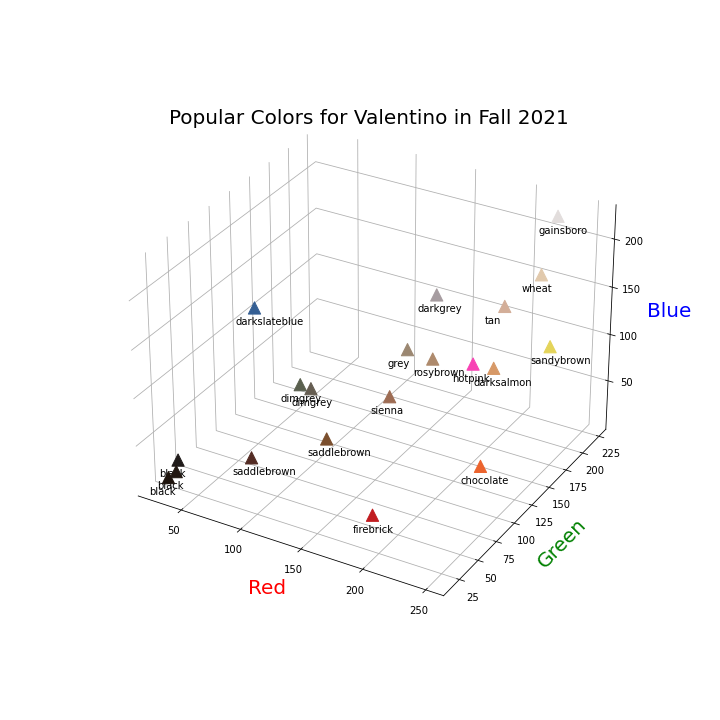 Popular Colors for Valentino in Fall 2021
gainsboro
wheat
darkgrey
tan
darkslateblue
sandybrown
grey
rosybrown
hotpink
darksalmon
dimgrey
dimgrey
sienna
saddlebrown
saddlebrown
chocolate
black
black
black
firebrick
200
150
100
50
Blue
225
200
175
150
125
100
75
50
25
Green
50
100
150
200
250
Red